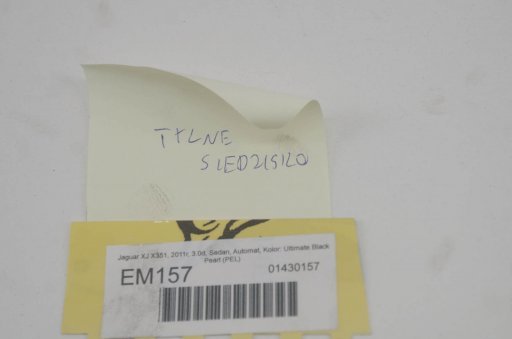 TYLNE
SIEDZISKO
Jaguar XJ X351, 2011r, 3.0d, Sedan, Automat, Kolor: Ultimate Black
Pearl (PEL)
EM157
01430157